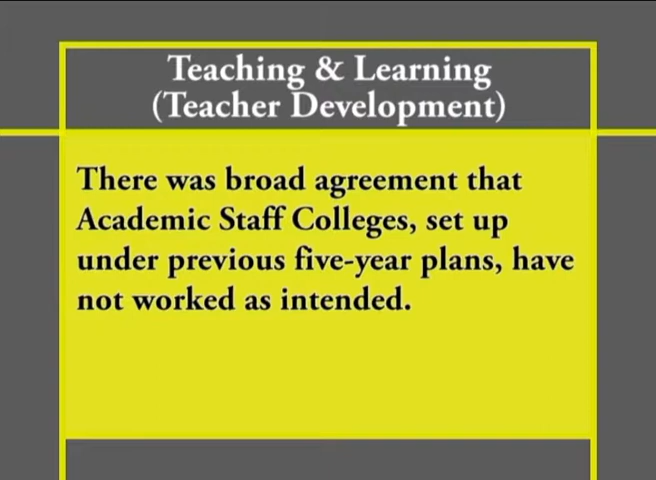 Teaching & Learning
(Teacher Development)
There was broad agreement that
Academic Staff Colleges, set up
under previous five-year plans, have
not worked as intended.